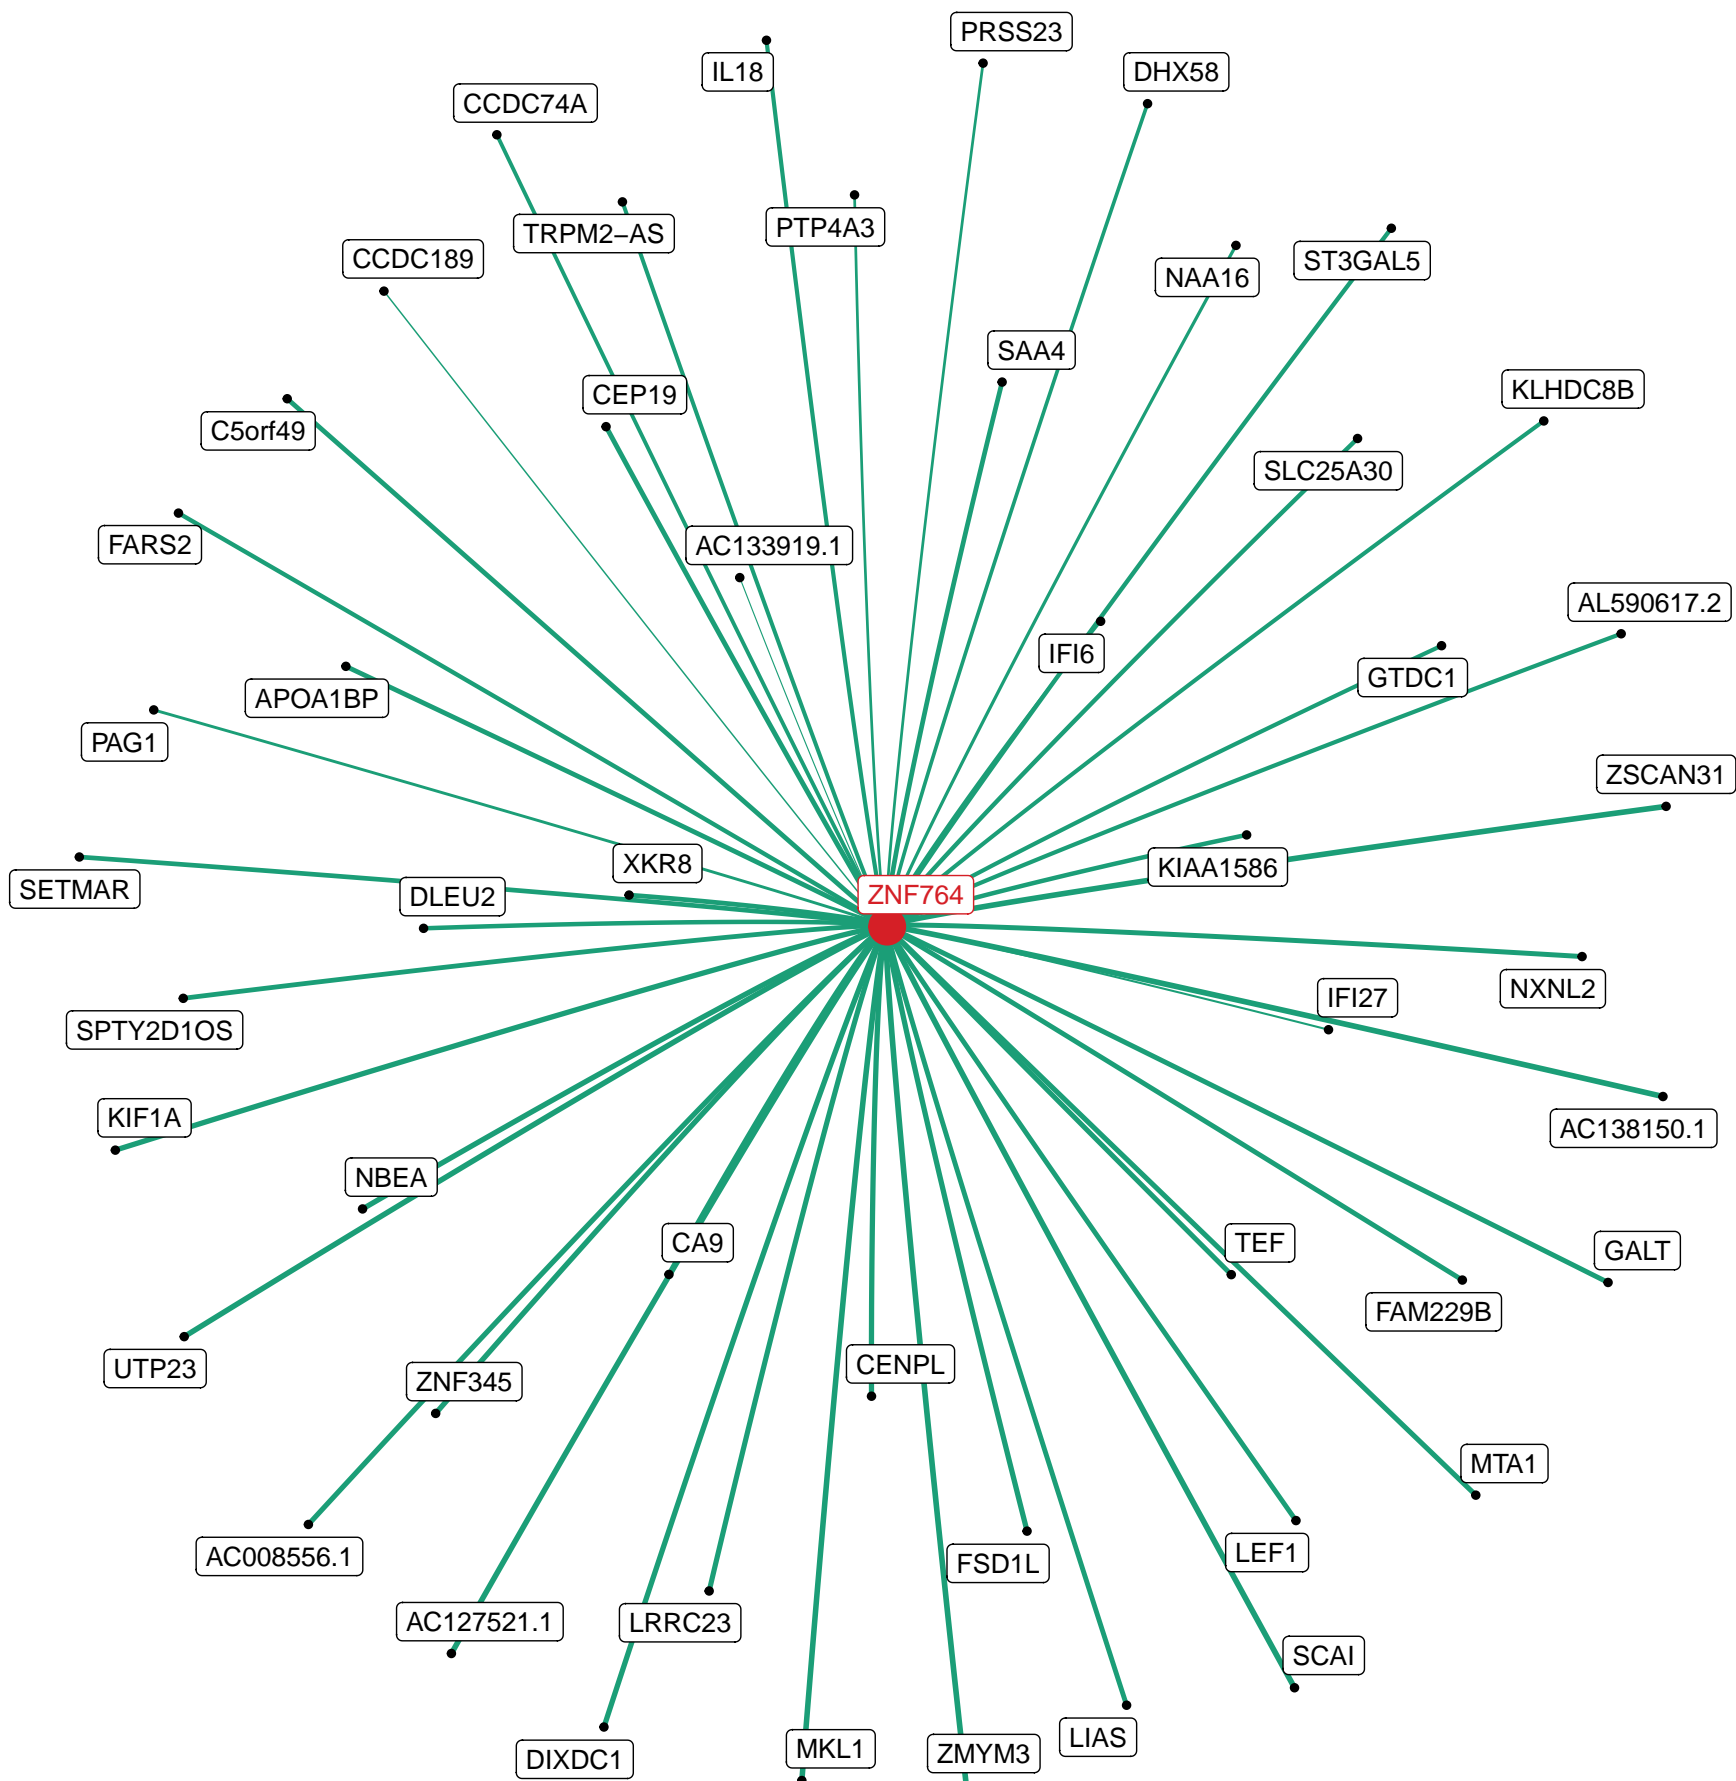 PRSS23
IL18
DHX58
CCDC74A
PTP4A3
TRPM2−AS
CCDC189
ST3GAL5
NAA16
SAA4
KLHDC8B
CEP19
C5orf49
SLC25A30
FARS2
AC133919.1
AL590617.2
IFI6
GTDC1
APOA1BP
PAG1
ZSCAN31
XKR8
KIAA1586
SETMAR
DLEU2
ZNF764
NXNL2
IFI27
SPTY2D1OS
KIF1A
AC138150.1
NBEA
CA9
TEF
GALT
FAM229B
UTP23
CENPL
ZNF345
MTA1
AC008556.1
FSD1L
LEF1
AC127521.1
LRRC23
SCAI
LIAS
MKL1
ZMYM3
DIXDC1